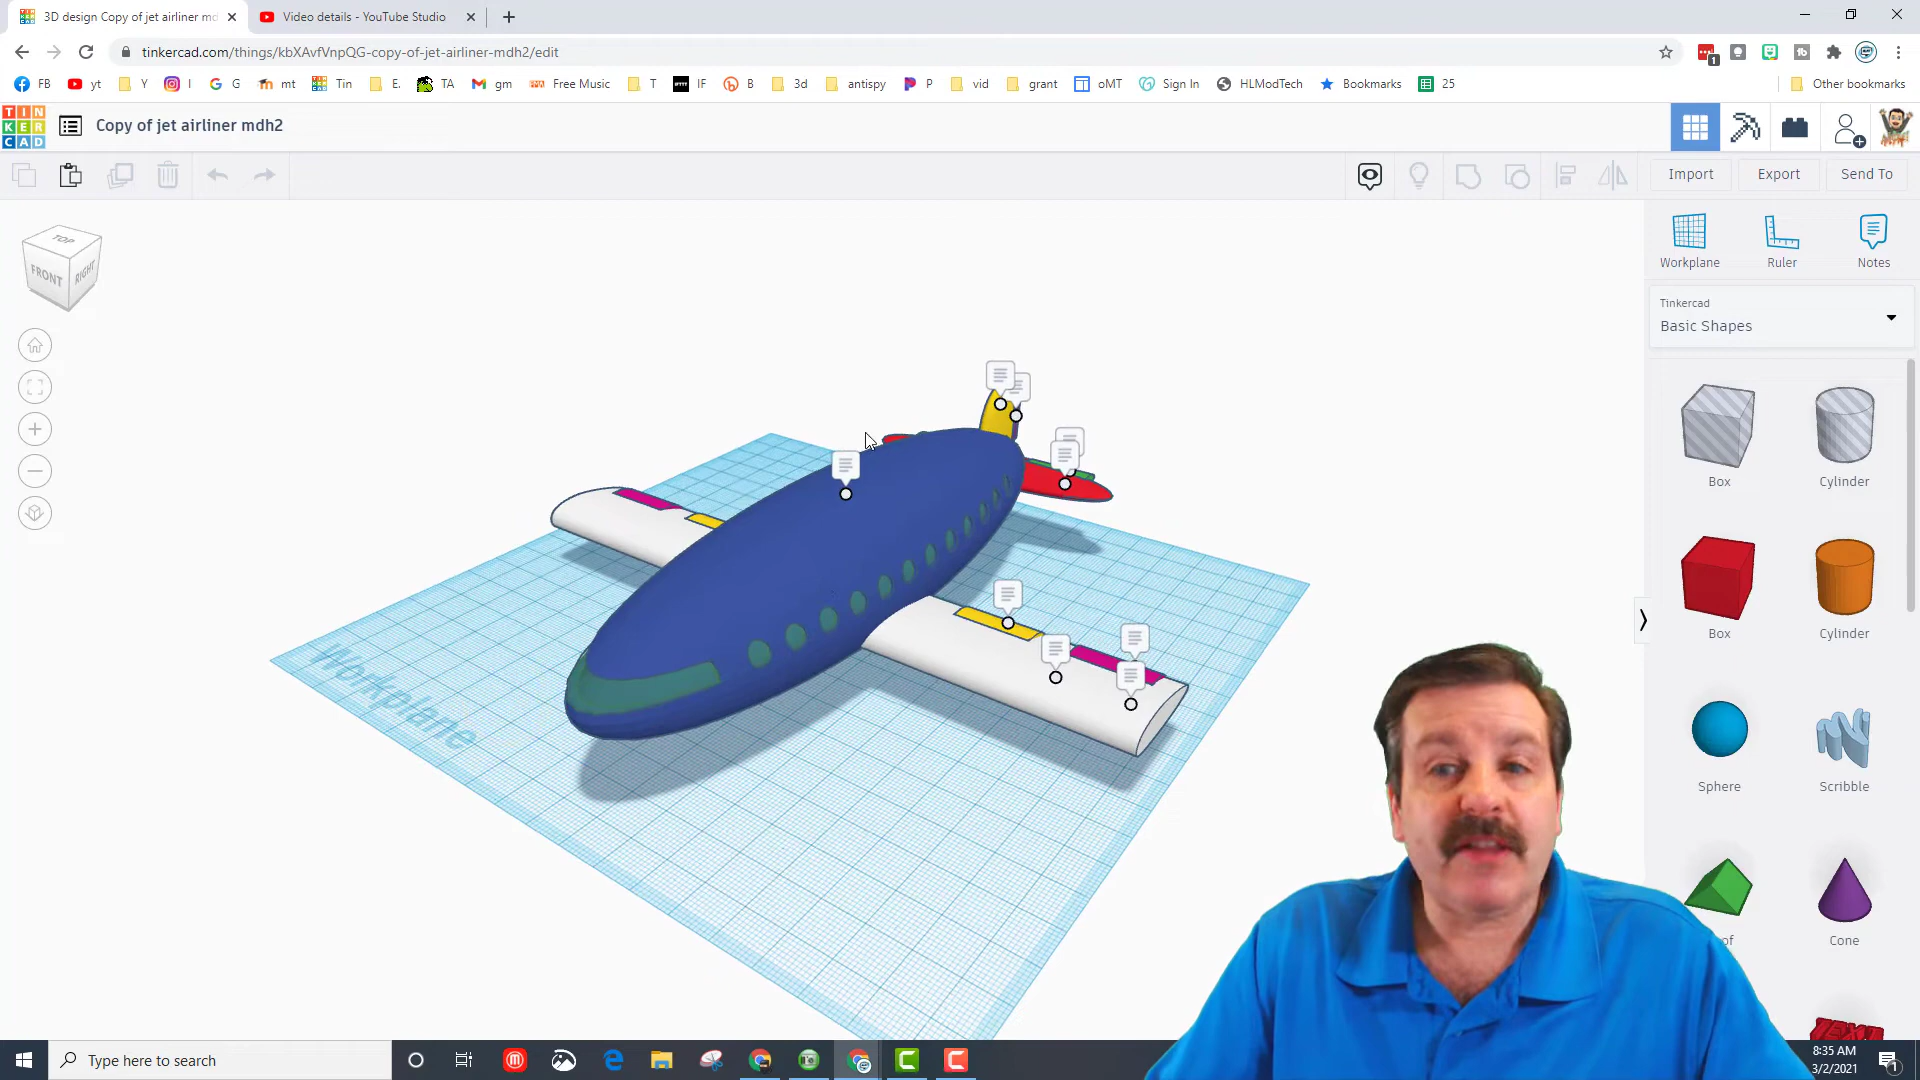 3D design Copy of jet airliner md
Video details - YouTube Studio
tinkercad.com/things/kbXAvfVnpQG-copy-of-jet-airliner-mdh2/edit
1
FB
yt
Y
I
G
mt
Tin
E.
TA
gm
Free Music
T
IF
B
3d
antispy
P
vid
grant
oMT
Sign In
HLModTech
Bookmarks
25
Other bookmarks
TIN
KER
CAD
Copy of jet airliner mdh2
Import
Export
Send To
TOP
FRONT
RIGHT
Workplane
Ruler
Notes
Tinkercad
Basic Shapes
Box
Cylinder
Box
Cylinder
Workplane
Sphere
Scribble
Cone
TEXT
Type here to search
8:35 AM
3/2/2021
1